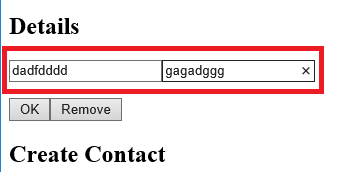 Details
dadfdddd gagadggg ×
OK Remove
Create Contact